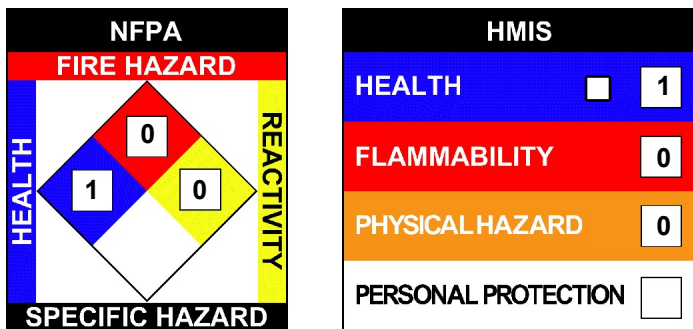 NFPA
FIRE HAZARD
HEALTH
0
1
0
REACTIVITY
SPECIFIC HAZARD
HMIS
HEALTH 1
FLAMMABILITY 0
PHYSICAL HAZARD 0
PERSONAL PROTECTION